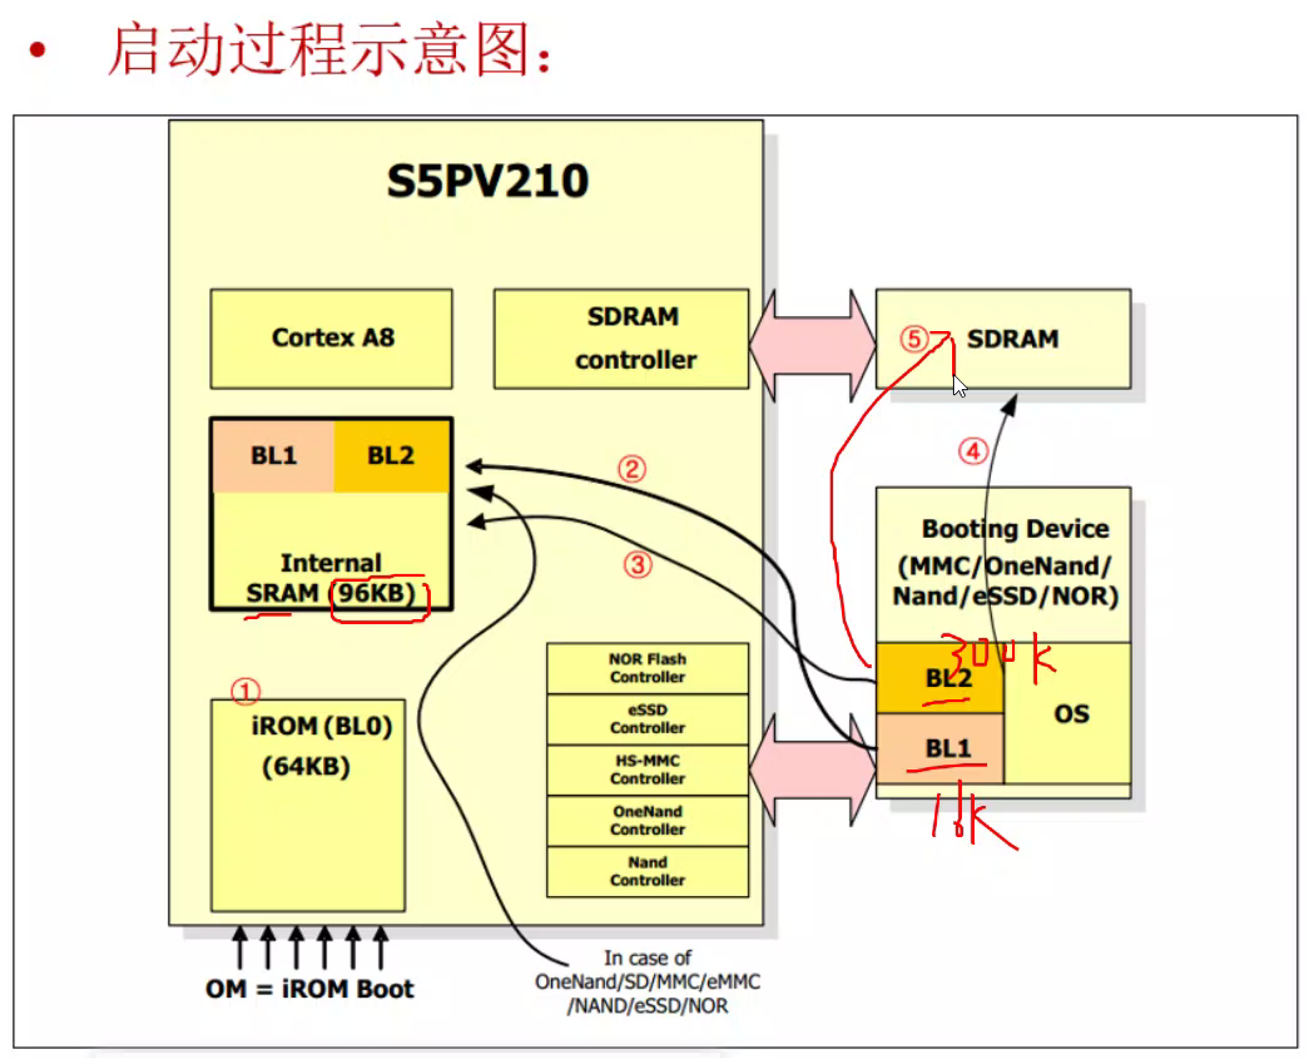 • 启动过程示意图：
S5PV210
Cortex A8
SDRAM
controller
⑤ SDRAM
BL1 BL2
②
④
Internal
SRAM (96KB)
③
Booting Device
(MMC/OneNand/
Nand/eSSD/NOR)
300k
BL2
OS
BL1
①
iROM (BL0)
(64KB)
NOR Flash
Controller
eSSD
Controller
HS-MMC
Controller
OneNand
Controller
Nand
Controller
16K
In case of
OneNand/SD/MMC/eMMC
/NAND/eSSD/NOR
OM = iROM Boot